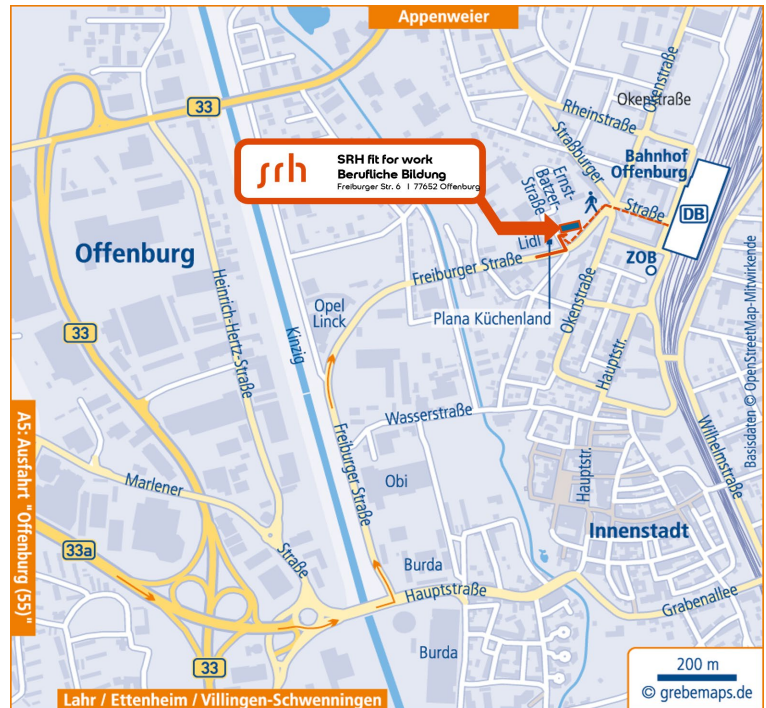 Appenweier
33
Okenstraße
Okenstraße
Rheinstraße
Straßburger
Straße
Bahnhof
Offenburg
DB
srh
SRH fit for work
Berufliche Bildung
Freiburger Str. 6 I 77652 Offenburg
Ernst-
Batzer-
Straße
Lidl
ZOB
Offenburg
Freiburger Straße
Opel
Linck
Plana Küchenland
Okenstraße
Hauptstr.
33
Heinrich-Hertz-Straße
Kinzig
Wasserstraße
Freiburger Straße
Wilhelmstraße
Basisdaten © OpenStreetMap-Mitwirkende
A5: Ausfahrt "Offenburg (55)"
Marlener
Straße
Obi
Hauptstr.
Innenstadt
33a
Burda
Hauptstraße
Grabenallee
Burda
33
200 m
© grebemaps.de
Lahr / Ettenheim / Villingen-Schwenningen